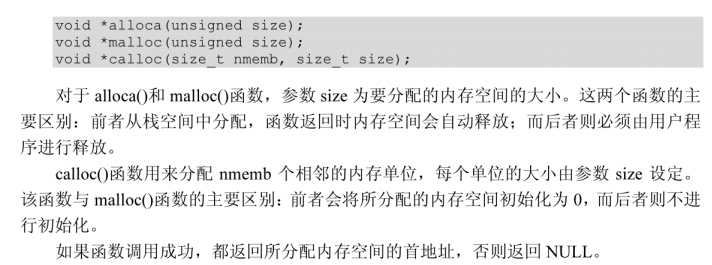 void *alloca(unsigned size);
void *malloc(unsigned size);
void *calloc(size_t nmemb, size_t size);
对于 alloca()和 malloc()函数，参数 size 为要分配的内存空间的大小。这两个函数的主
要区别：前者从栈空间中分配，函数返回时内存空间会自动释放；而后者则必须由用户程
序进行释放。
calloc()函数用来分配 nmemb 个相邻的内存单位，每个单位的大小由参数 size 设定。
该函数与 malloc()函数的主要区别：前者会将所分配的内存空间初始化为 0，而后者则不进
行初始化。
如果函数调用成功，都返回所分配内存空间的首地址，否则返回 NULL。